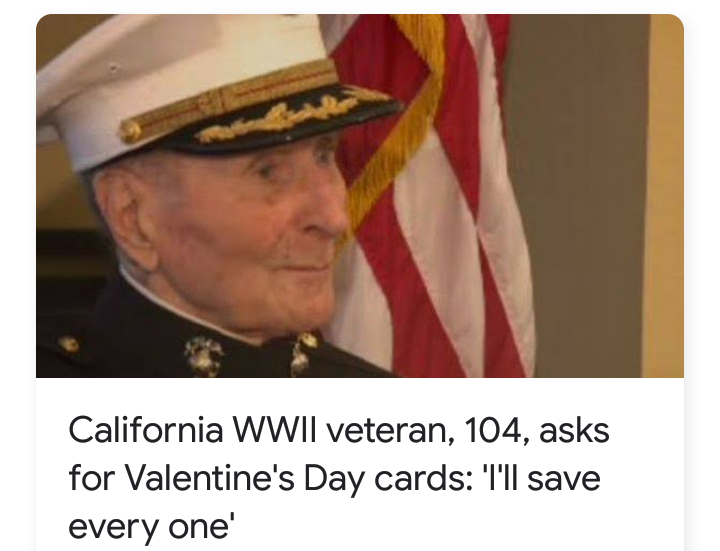 California WWII veteran, 104, asks
for Valentine's Day cards: 'I'll save
every one'